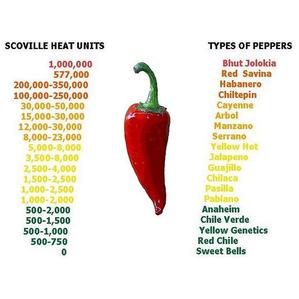 SCOVILLE HEAT UNITS
TYPES OF PEPPERS
1,000,000 Bhut Jolokia
577,000 Red Savina
200,000-350,000 Habanero
100,000-250,000 Chiltepin
30,000-50,000 Cayenne
15,000-30,000 Arbol
12,000-30,000 Manzano
8,000-23,000 Serrano
5,000-8,000 Yellow Hot
3,500-8,000 Jalapeno
2,500-4,000 Guajillo
1,500-2,500 Chilaca
1,000-2,500 Pasilla
1,000-2,000 Pablano
500-2,000 Anaheim
500-1,500 Chile Verde
500-1,000 Yellow Genetics
500-750 Red Chile
0 Sweet Bells